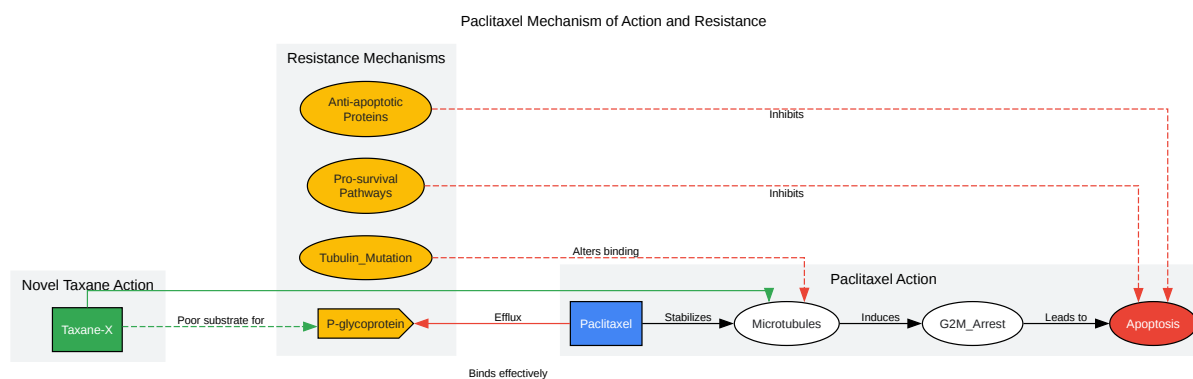 Paclitaxel Mechanism of Action and Resistance
Resistance Mechanisms
Anti-apoptotic
Proteins
Inhibits
Pro-survival
Pathways
Inhibits
Tubulin_Mutation
Alters binding
Novel Taxane Action
Paclitaxel Action
Taxane-X
Poor substrate for
P-glycoprotein
Efflux
Paclitaxel
Stabilizes
Microtubules
Induces
G2M_Arrest
Leads to
Apoptosis
Binds effectively